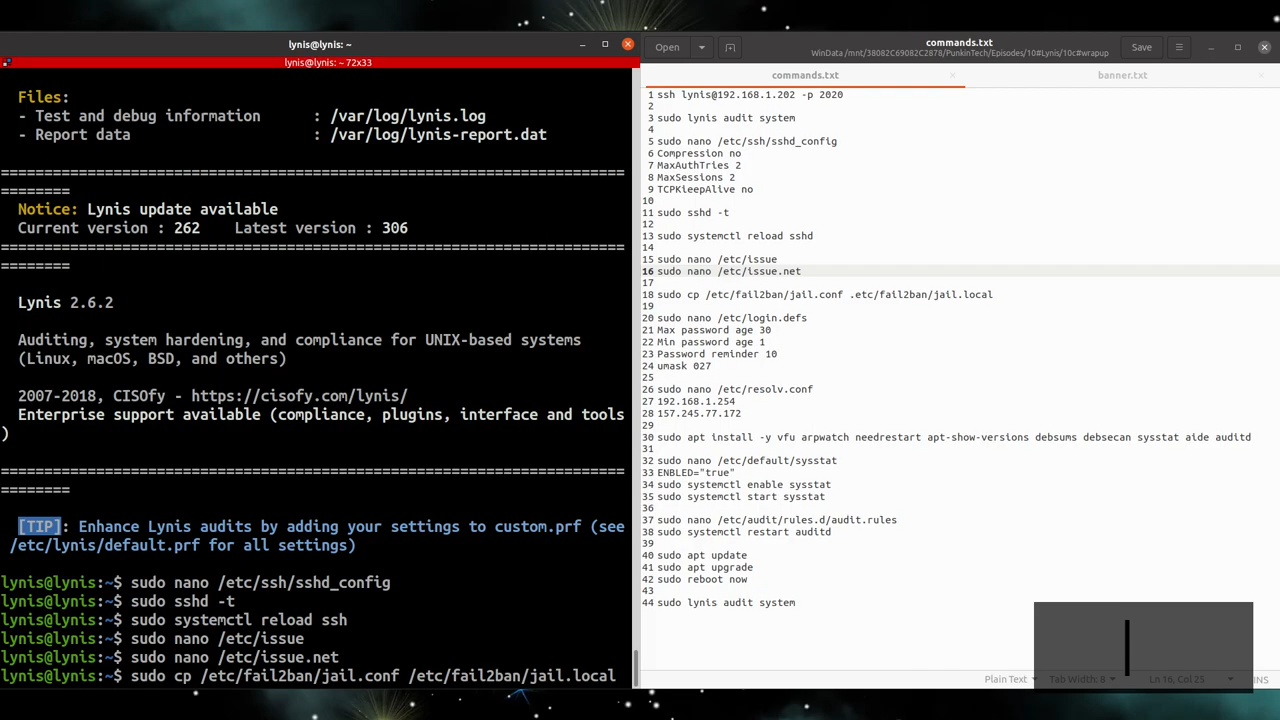 lynis@lynis: ~
lynis@lynis: ~ 72x33
Files:
- Test and debug information : /var/log/lynis.log
- Report data : /var/log/lynis-report.dat
========================================================================
========
Notice: Lynis update available
Current version : 262 Latest version : 306
========================================================================
========
Lynis 2.6.2
Auditing, system hardening, and compliance for UNIX-based systems
(Linux, macOS, BSD, and others)
2007-2018, CISOfy - https://cisofy.com/lynis/
Enterprise support available (compliance, plugins, interface and tools
)
========================================================================
========
[TIP]: Enhance Lynis audits by adding your settings to custom.prf (see
/etc/lynis/default.prf for all settings)
lynis@lynis:~$ sudo nano /etc/ssh/sshd_config
lynis@lynis:~$ sudo sshd -t
lynis@lynis:~$ sudo systemctl reload ssh
lynis@lynis:~$ sudo nano /etc/issue
lynis@lynis:~$ sudo nano /etc/issue.net
lynis@lynis:~$ sudo cp /etc/fail2ban/jail.conf /etc/fail2ban/jail.local
Open
commands.txt
WinData /mnt/38082C69082C2878/PunkinTech/Episodes/10#Lynis/10c#wrapup
Save
commands.txt
banner.txt
1 ssh lynis@192.168.1.202 -p 2020
2
3 sudo lynis audit system
4
5 sudo nano /etc/ssh/sshd_config
6 Compression no
7 MaxAuthTries 2
8 MaxSessions 2
9 TCPKieepAlive no
10
11 sudo sshd -t
12
13 sudo systemctl reload sshd
14
15 sudo nano /etc/issue
16 sudo nano /etc/issue.net
17
18 sudo cp /etc/fail2ban/jail.conf .etc/fail2ban/jail.local
19
20 sudo nano /etc/login.defs
21 Max password age 30
22 Min password age 1
23 Password reminder 10
24 umask 027
25
26 sudo nano /etc/resolv.conf
27 192.168.1.254
28 157.245.77.172
29
30 sudo apt install -y vfu arpwatch needrestart apt-show-versions debsums debsecan sysstat aide auditd
31
32 sudo nano /etc/default/sysstat
33 ENBLED="true"
34 sudo systemctl enable sysstat
35 sudo systemctl start sysstat
36
37 sudo nano /etc/audit/rules.d/audit.rules
38 sudo systemctl restart auditd
39
40 sudo apt update
41 sudo apt upgrade
42 sudo reboot now
43
44 sudo lynis audit system
Plain Text Tab Width: 8 Ln 16, Col 25 INS